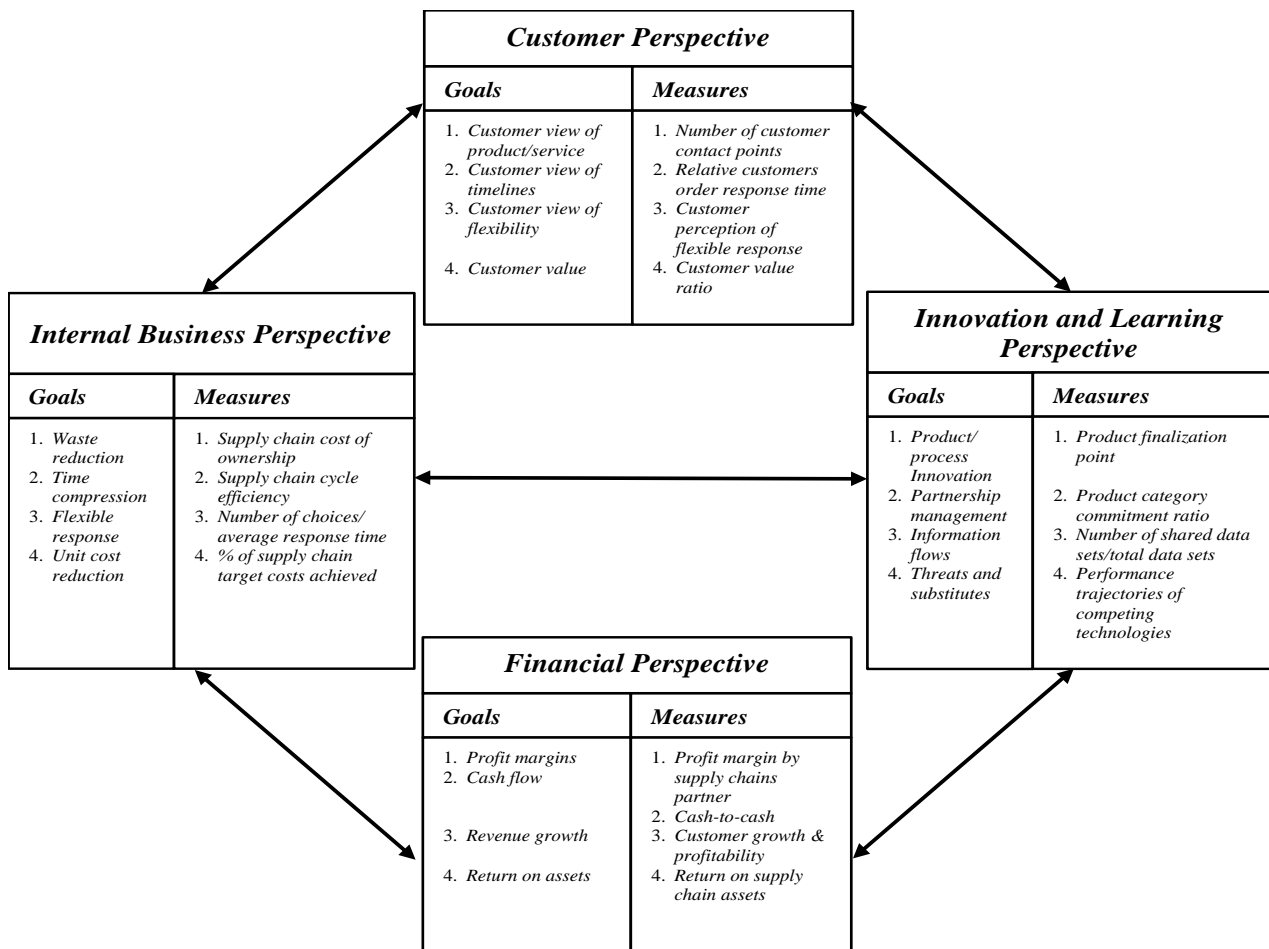 Customer Perspective
Goals
Measures
1. Customer view of
product/service
2. Customer view of
timelines
3. Customer view of
flexibility
4. Customer value
1. Number of customer
contact points
2. Relative customers
order response time
3. Customer
perception of
flexible response
4. Customer value
ratio
Internal Business Perspective
Goals
Measures
1. Waste
reduction
2. Time
compression
3. Flexible
response
4. Unit cost
reduction
1. Supply chain cost of
ownership
2. Supply chain cycle
efficiency
3. Number of choices/
average response time
4. % of supply chain
target costs achieved
Innovation and Learning
Perspective
Goals
Measures
1. Product/
process Innovation
2. Partnership
management
3. Information
flows
4. Threats and
substitutes
1. Product finalization
point
2. Product category
commitment ratio
3. Number of shared data
sets/total data sets
4. Performance
trajectories of
competing
technologies
Financial Perspective
Goals
Measures
1. Profit margins
2. Cash flow
3. Revenue growth
4. Return on assets
1. Profit margin by
supply chains
partner
2. Cash-to-cash
3. Customer growth &
profitability
4. Return on supply
chain assets